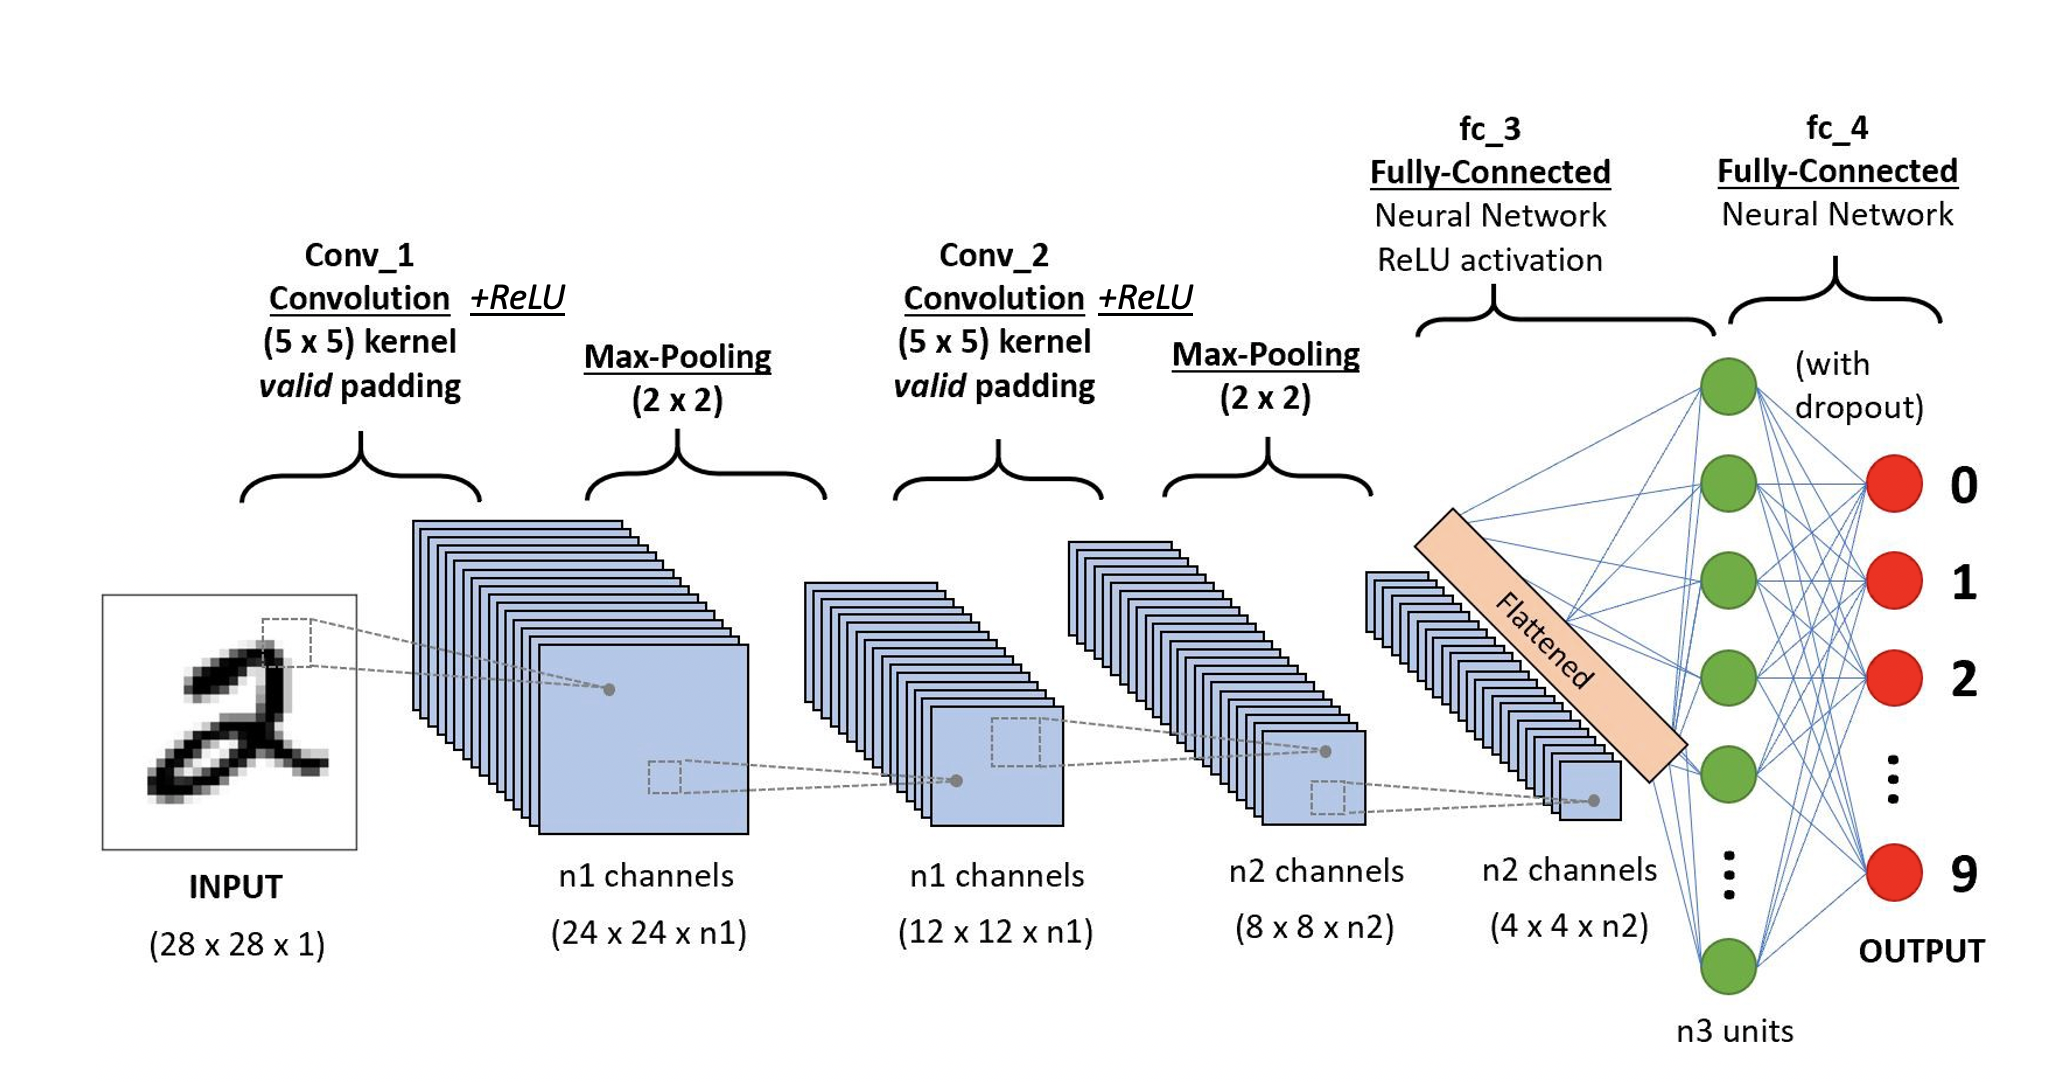 Conv_1
Convolution +ReLU
(5 x 5) kernel
valid padding
Max-Pooling
(2 x 2)
Conv_2
Convolution +ReLU
(5 x 5) kernel
valid padding
Max-Pooling
(2 x 2)
fc_3
Fully-Connected
Neural Network
ReLU activation
fc_4
Fully-Connected
Neural Network
(with
dropout)
2
INPUT
(28 x 28 x 1)
n1 channels
(24 x 24 x n1)
n1 channels
(12 x 12 x n1)
n2 channels
(8 x 8 x n2)
n2 channels
(4 x 4 x n2)
Flattened
n3 units
0
1
2
9
OUTPUT